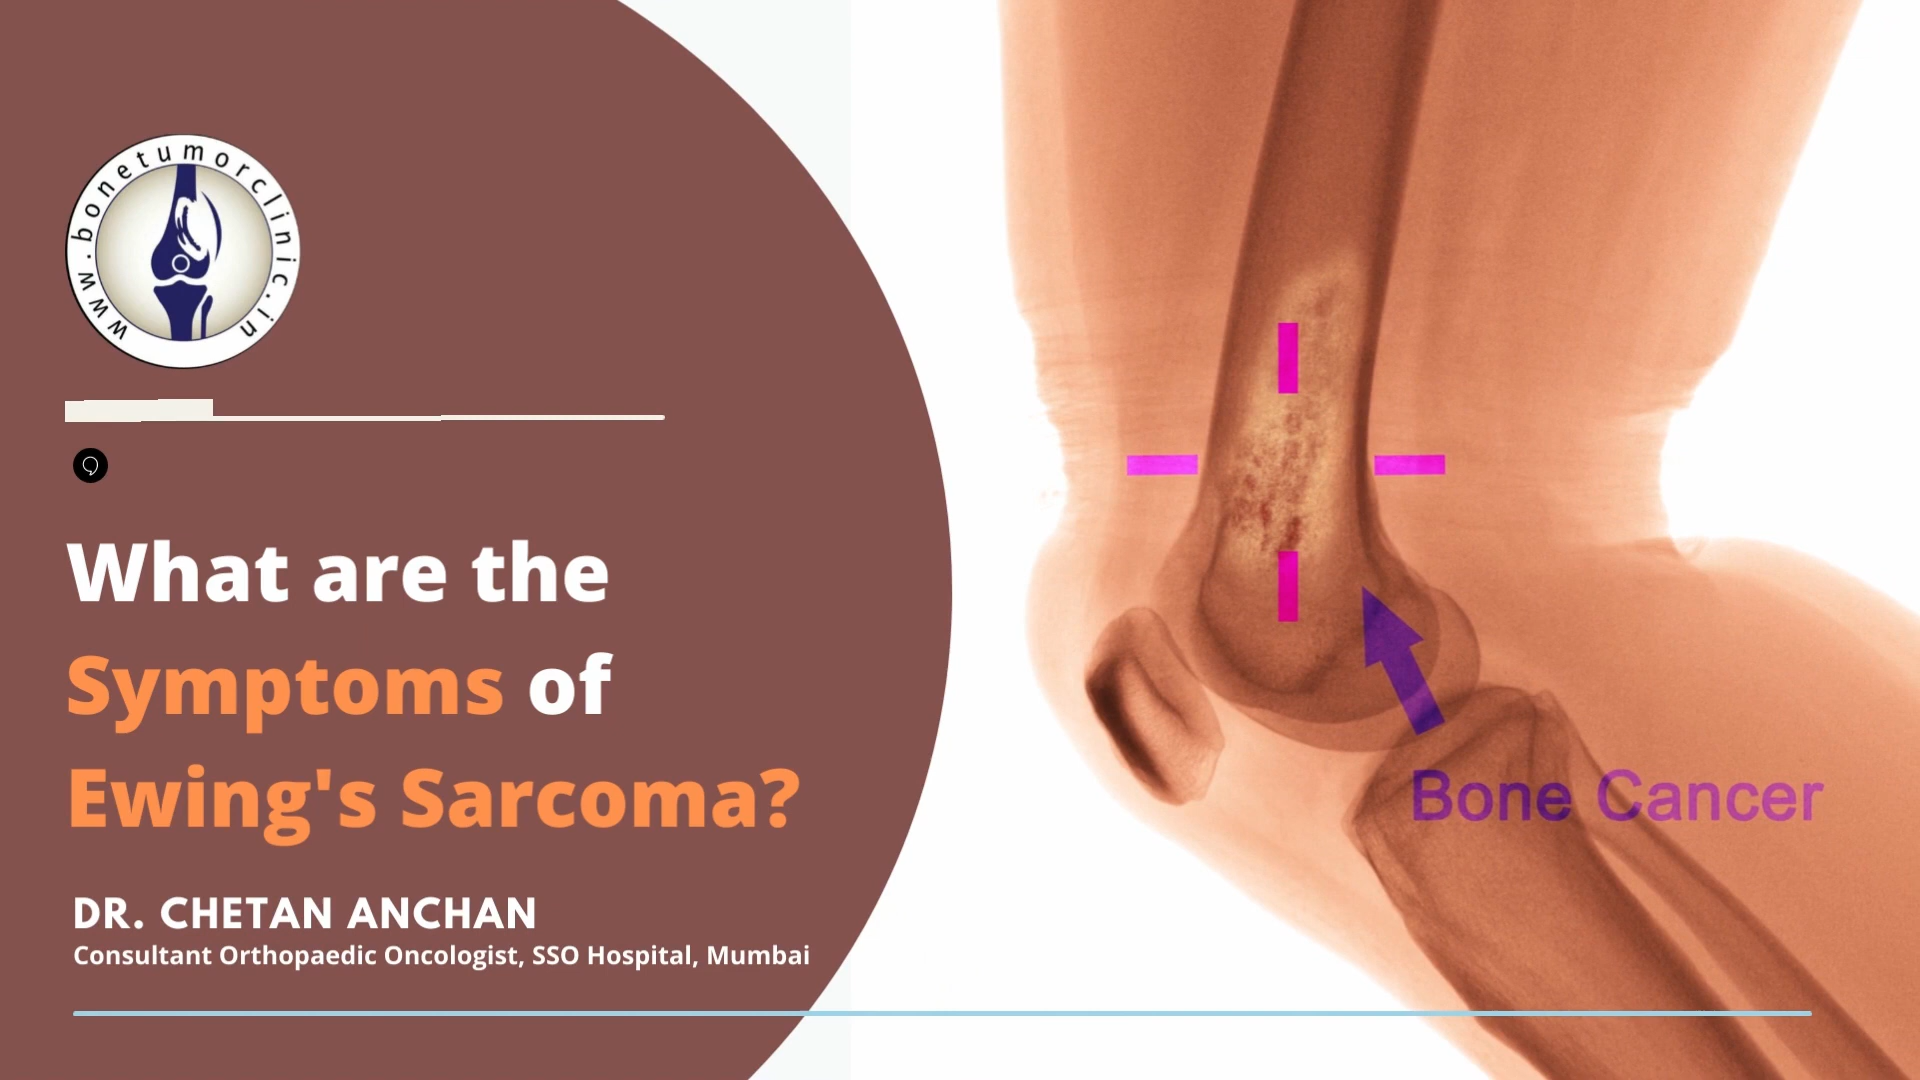 www.bonetumorclinic.in
What are the
Symptoms of
Ewing's Sarcoma?
DR. CHETAN ANCHAN
Consultant Orthopaedic Oncologist, SSO Hospital, Mumbai
Bone Cancer